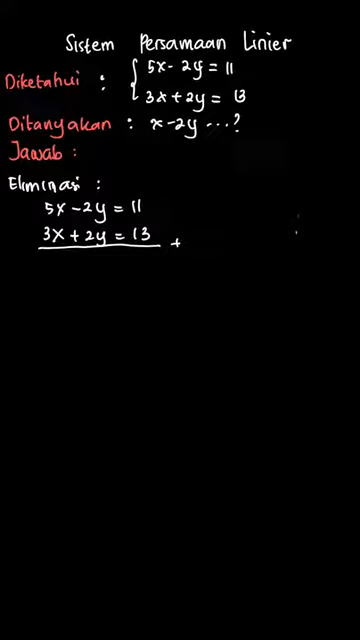 Sistem Persamaan Linier
Diketahui : { 5x - 2y = 11
3x + 2y = 13
Ditanyakan : x - 2y ...?
Jawab :
Eliminasi :
5x - 2y = 11
3x + 2y = 13 +